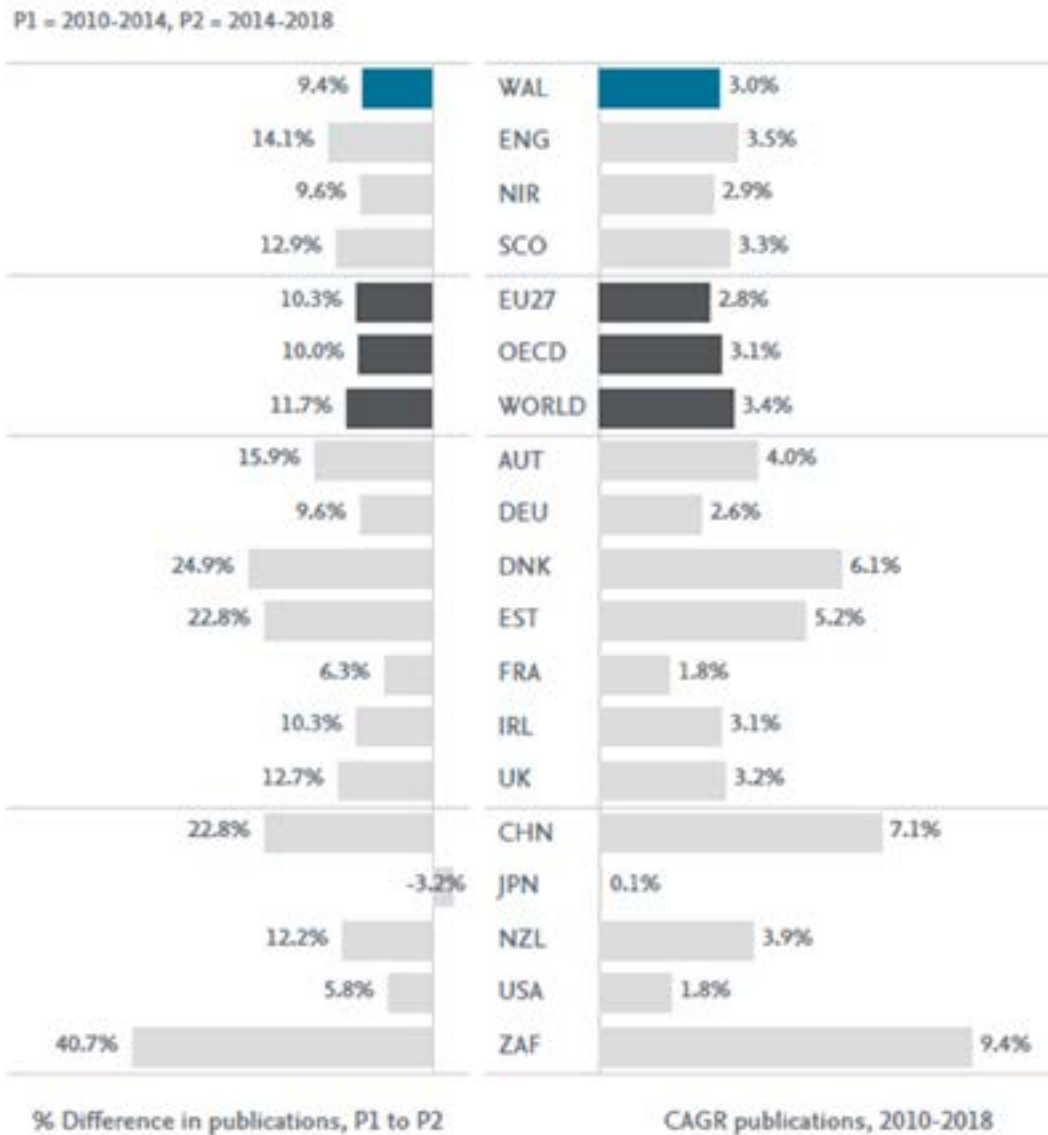 P1 = 2010-2014, P2 = 2014-2018
9.4% WAL 3.0%
14.1% ENG 3.5%
9.6% NIR 2.9%
12.9% SCO 3.3%
10.3% EU27 2.8%
10.0% OECD 3.1%
11.7% WORLD 3.4%
15.9% AUT 4.0%
9.6% DEU 2.6%
24.9% DNK 6.1%
22.8% EST 5.2%
6.3% FRA 1.8%
10.3% IRL 3.1%
12.7% UK 3.2%
22.8% CHN 7.1%
-3.2% JPN 0.1%
12.2% NZL 3.9%
5.8% USA 1.8%
40.7% ZAF 9.4%
% Difference in publications, P1 to P2 CAGR publications, 2010-2018